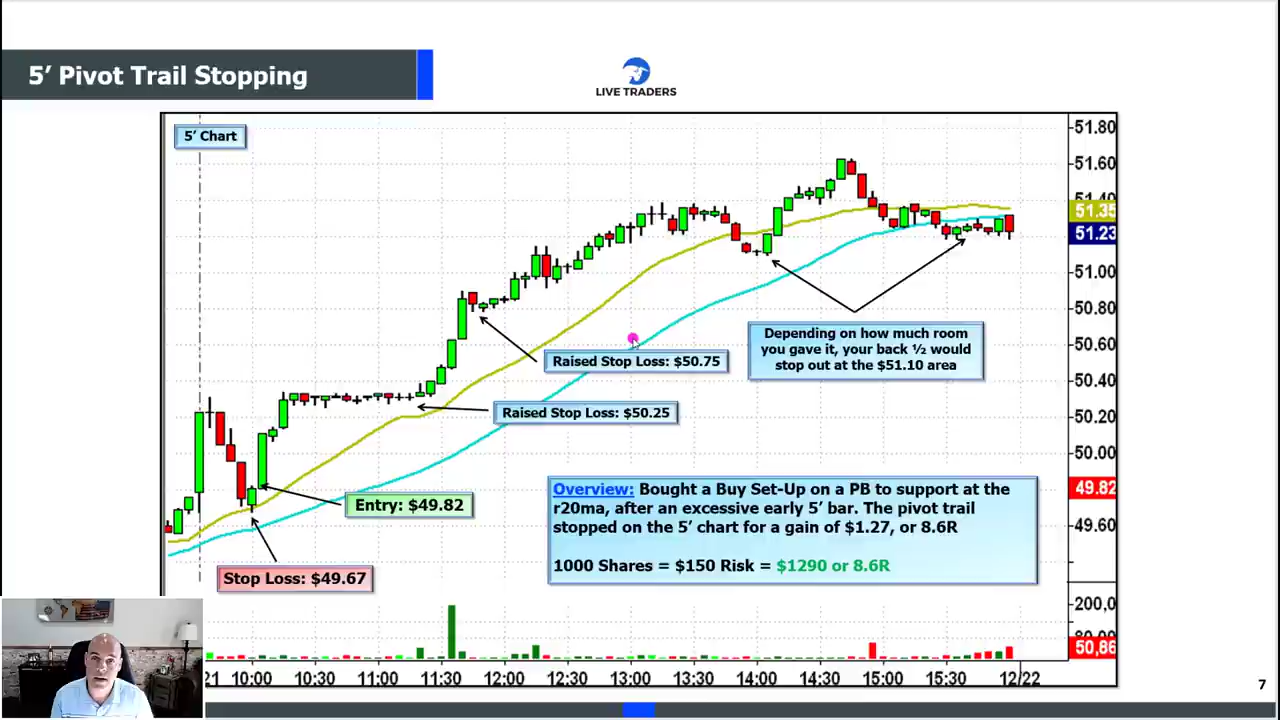 5′ Pivot Trail Stopping
LIVE TRADERS
5′ Chart
51.80
51.60
51.40
51.35
51.23
51.00
50.80
50.60
50.40
50.20
50.00
49.82
49.60
Depending on how much room
you gave it, your back ½ would
stop out at the $51.10 area
Raised Stop Loss: $50.75
Raised Stop Loss: $50.25
Entry: $49.82
Stop Loss: $49.67
Overview: Bought a Buy Set-Up on a PB to support at the
r20ma, after an excessive early 5′ bar. The pivot trail
stopped on the 5′ chart for a gain of $1.27, or 8.6R
1000 Shares = $150 Risk = $1290 or 8.6R
200,0
50,86
21 10:00 10:30 11:00 11:30 12:00 12:30 13:00 13:30 14:00 14:30 15:00 15:30 12/22
7